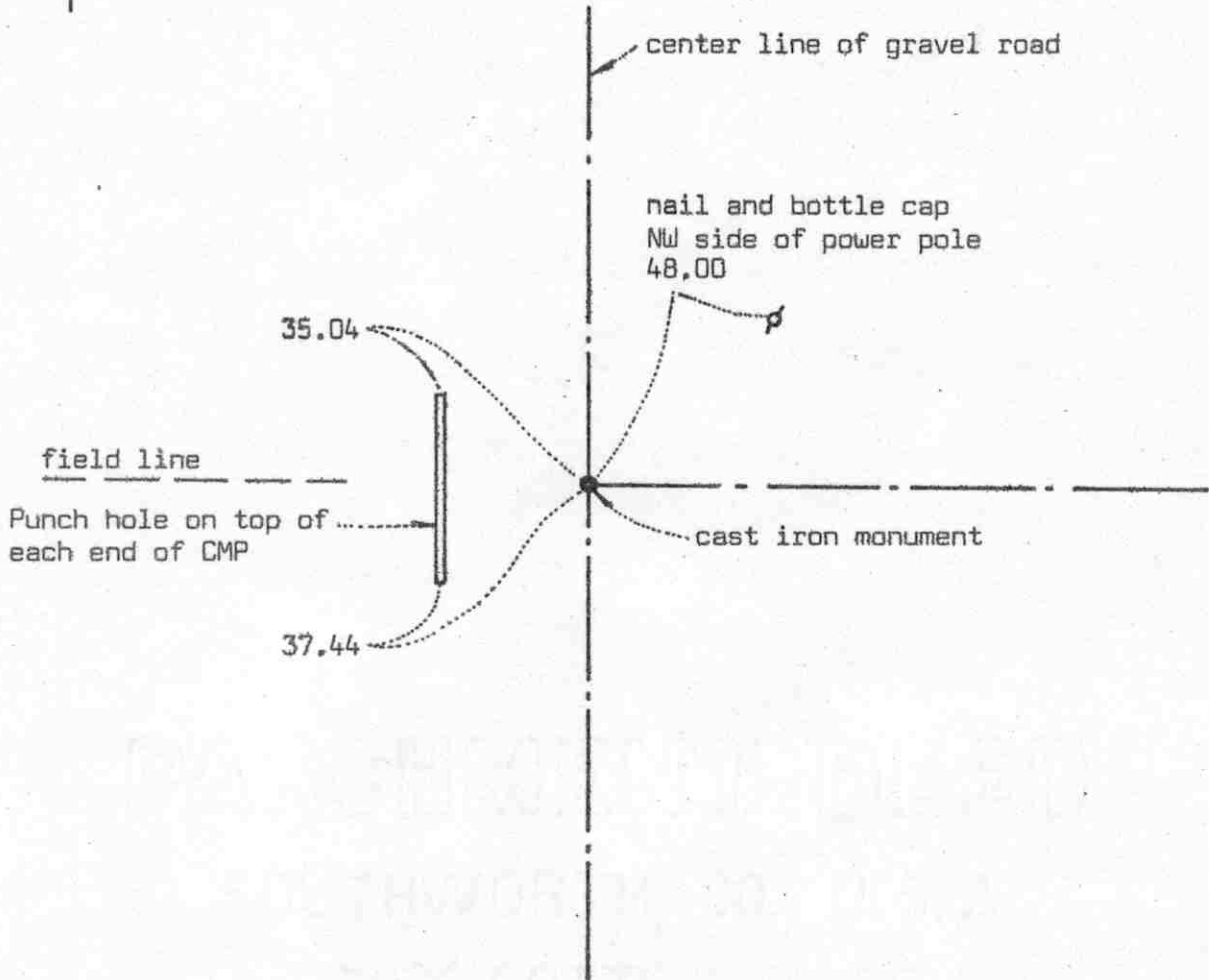 center line of gravel road
nail and bottle cap
NW side of power pole
48.00
35.04
field line
Punch hole on top of
each end of CMP
cast iron monument
37.44